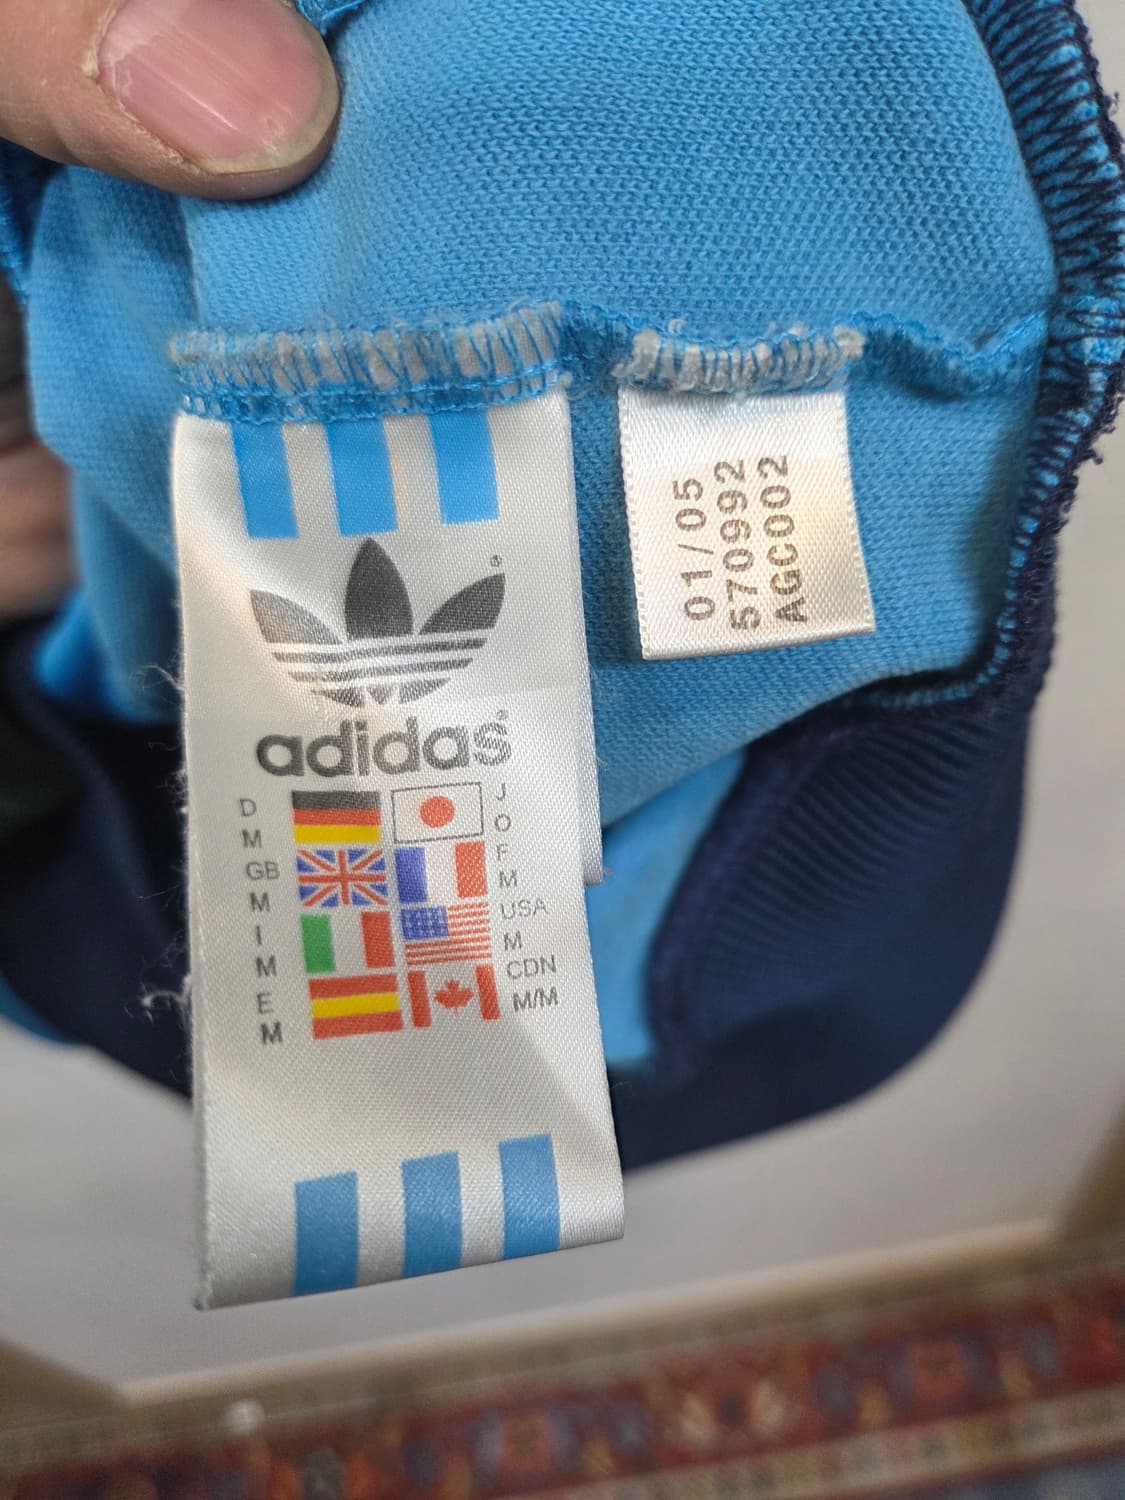 ®
adidas®
D
M
GB
M
I
M
E
M
J
O
F
M
USA
M
CDN
M/M
01/05
570992
AGC002